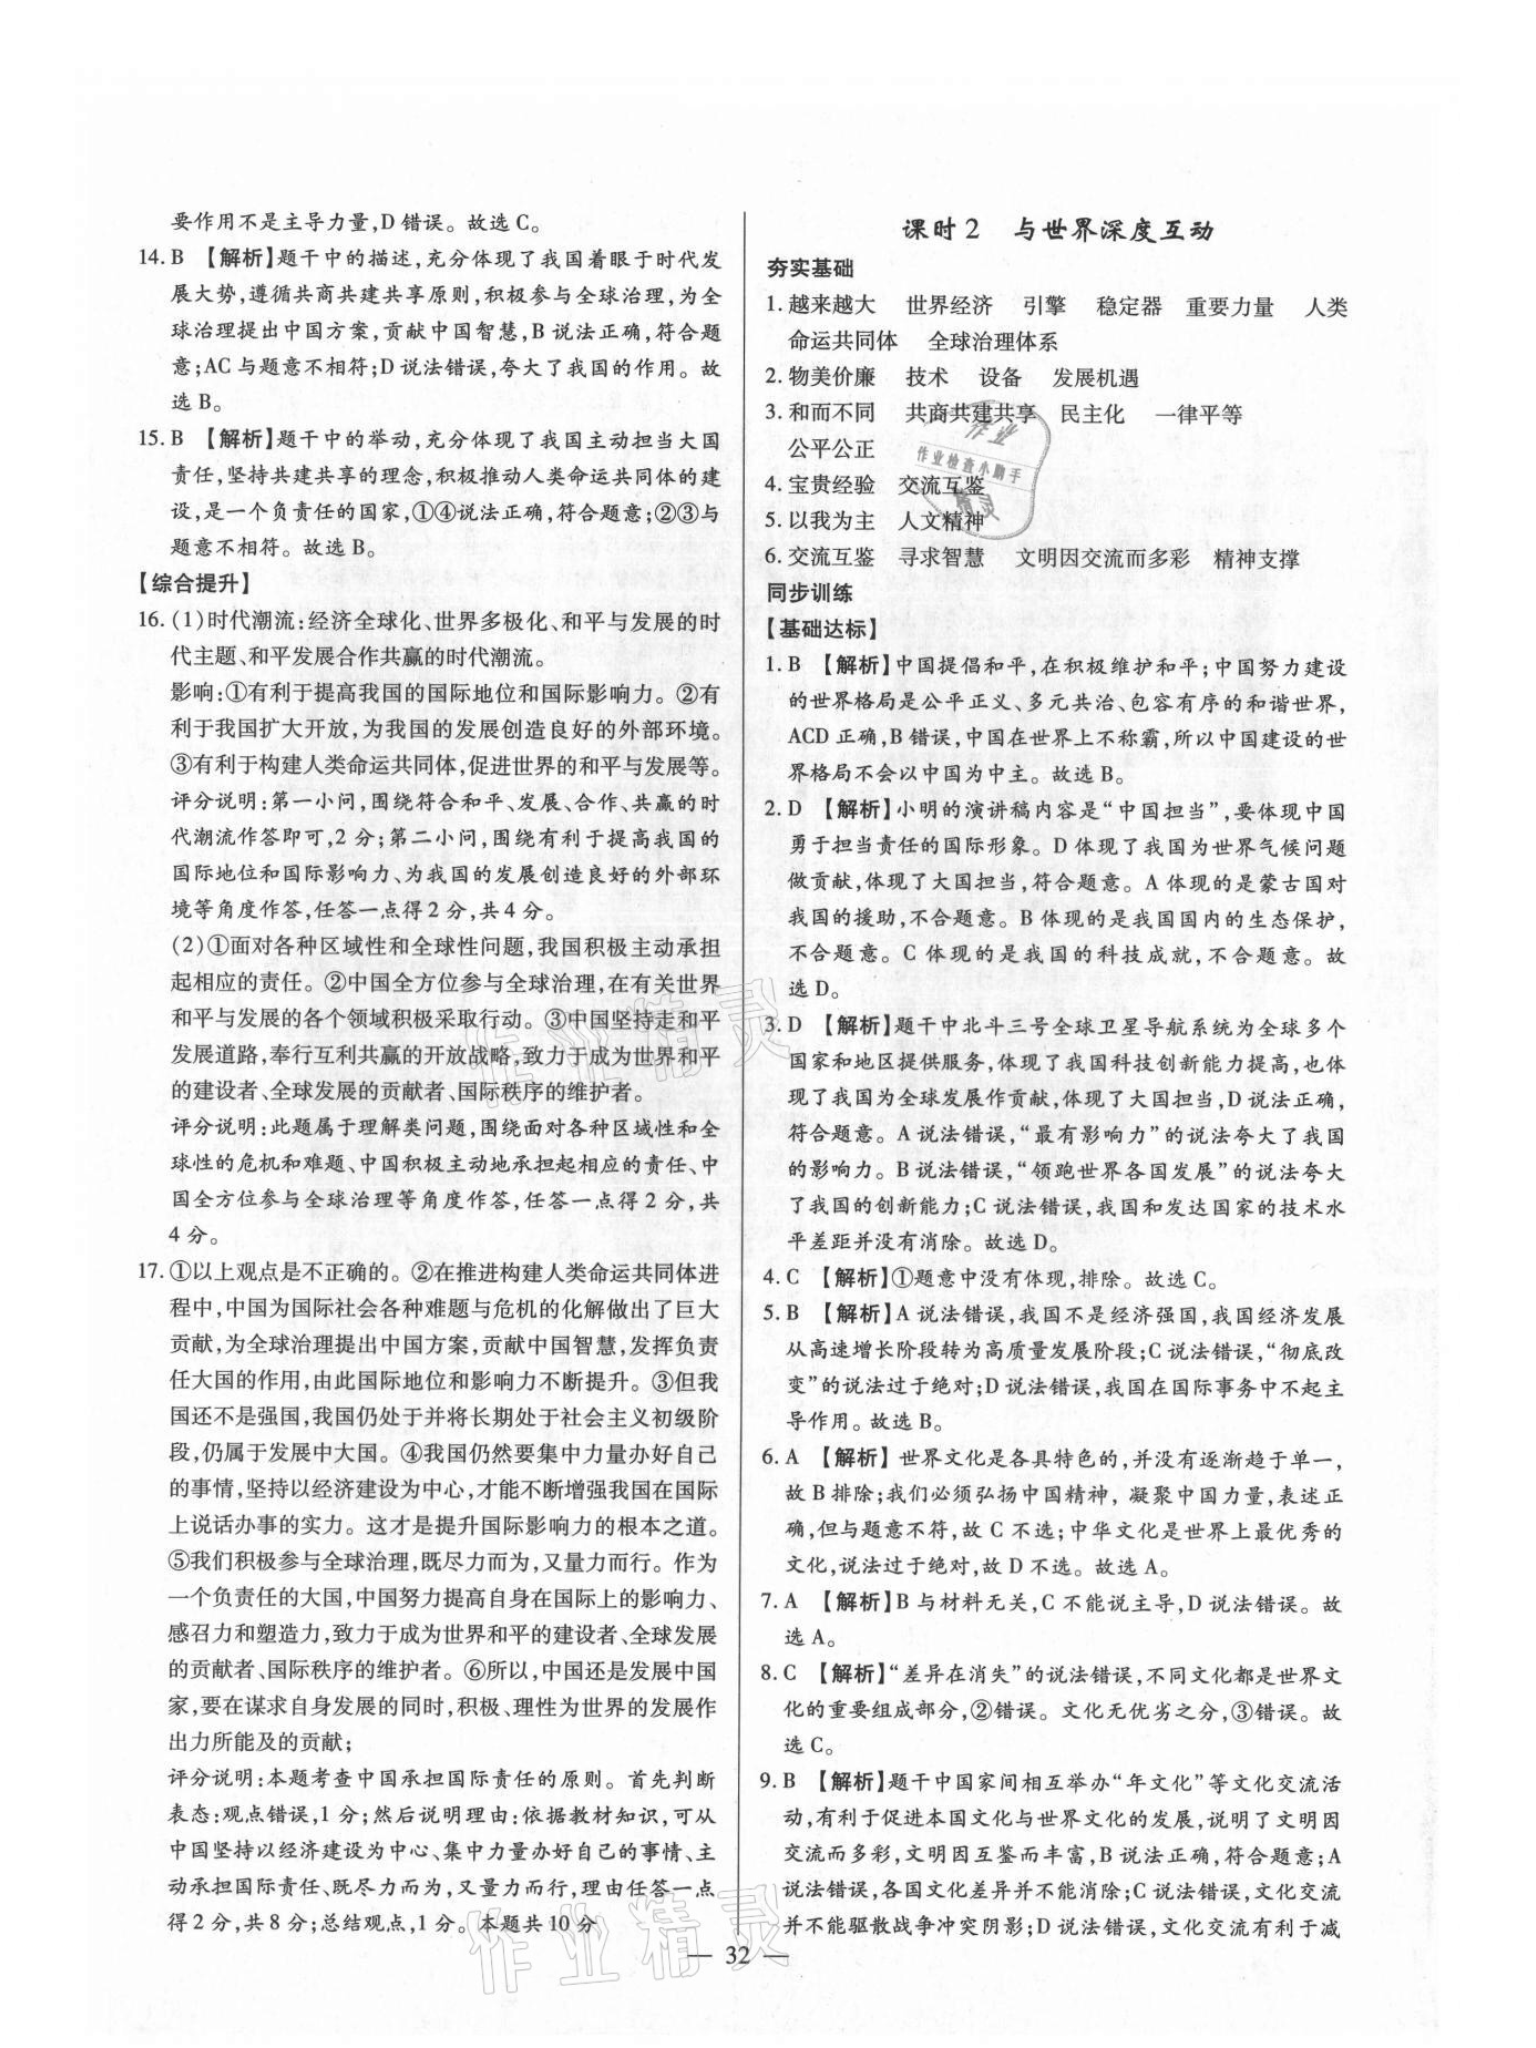 要作用不是主导力量,D错误。故选C。
14. B 【解析】题干中的描述,充分体现了我国着眼于时代发
展大势,遵循共商共建共享原则,积极参与全球治理,为全
球治理提出中国方案,贡献中国智慧,B说法正确,符合题
意;AC与题意不相符;D说法错误,夸大了我国的作用。故
选B。
15. B 【解析】题干中的举动,充分体现了我国主动担当大国
责任,坚持共建共享的理念,积极推动人类命运共同体的建
设,是一个负责任的国家,①④说法正确,符合题意;②③与
题意不相符。故选B。
【综合提升】
16. (1)时代潮流:经济全球化、世界多极化、和平与发展的时
代主题、和平发展合作共赢的时代潮流。
影响:①有利于提高我国的国际地位和国际影响力。②有
利于我国扩大开放,为我国的发展创造良好的外部环境。
③有利于构建人类命运共同体,促进世界的和平与发展等。
评分说明:第一小问,围绕符合和平、发展、合作、共赢的时
代潮流作答即可,2分;第二小问,围绕有利于提高我国的
国际地位和国际影响力、为我国的发展创造良好的外部环
境等角度作答,任答一点得2分,共4分。
(2)①面对各种区域性和全球性问题,我国积极主动承担
起相应的责任。②中国全方位参与全球治理,在有关世界
和平与发展的各个领域积极采取行动。③中国坚持走和平
发展道路,奉行互利共赢的开放战略,致力于成为世界和平
的建设者、全球发展的贡献者、国际秩序的维护者。
评分说明:此题属于理解类问题,围绕面对各种区域性和全
球性的危机和难题、中国积极主动地承担起相应的责任、中
国全方位参与全球治理等角度作答,任答一点得2分,共
4分。
17. ①以上观点是不正确的。②在推进构建人类命运共同体进
程中,中国为国际社会各种难题与危机的化解做出了巨大
贡献,为全球治理提出中国方案,贡献中国智慧,发挥负责
任大国的作用,由此国际地位和影响力不断提升。③但我
国还不是强国,我国仍处于并将长期处于社会主义初级阶
段,仍属于发展中大国。④我国仍然要集中力量办好自己
的事情,坚持以经济建设为中心,才能不断增强我国在国际
上说话办事的实力。这才是提升国际影响力的根本之道。
⑤我们积极参与全球治理,既尽力而为,又量力而行。作为
一个负责任的大国,中国努力提高自身在国际上的影响力、
感召力和塑造力,致力于成为世界和平的建设者、全球发展
的贡献者、国际秩序的维护者。⑥所以,中国还是发展中国
家,要在谋求自身发展的同时,积极、理性为世界的发展作
出力所能及的贡献;
评分说明:本题考查中国承担国际责任的原则。首先判断
表态:观点错误,1分;然后说明理由:依据教材知识,可从
中国坚持以经济建设为中心、集中力量办好自己的事情、主
动承担国际责任、既尽力而为,又量力而行,理由任答一点
得2分,共8分;总结观点,1分。本题共10分
课时2 与世界深度互动
夯实基础
1. 越来越大 世界经济 引擎 稳定器 重要力量 人类
命运共同体 全球治理体系
2. 物美价廉 技术 设备 发展机遇
3. 和而不同 共商共建共享 民主化 一律平等
公平公正
4. 宝贵经验 交流互鉴
5. 以我为主 人文精神
6. 交流互鉴 寻求智慧 文明因交流而多彩 精神支撑
同步训练
【基础达标】
1. B 【解析】中国提倡和平,在积极维护和平;中国努力建设
的世界格局是公平正义、多元共治、包容有序的和谐世界,
ACD正确,B错误,中国在世界上不称霸,所以中国建设的世
界格局不会以中国为中主。故选B。
2. D 【解析】小明的演讲稿内容是“中国担当”,要体现中国
勇于担当责任的国际形象。D体现了我国为世界气候问题
做贡献,体现了大国担当,符合题意。A体现的是蒙古国对
我国的援助,不合题意。B体现的是我国国内的生态保护,
不合题意。C体现的是我国的科技成就,不合题意。故
选D。
3. D 【解析】题干中北斗三号全球卫星导航系统为全球多个
国家和地区提供服务,体现了我国科技创新能力提高,也体
现了我国为全球发展作贡献,体现了大国担当,D说法正确,
符合题意。A说法错误,“最有影响力”的说法夸大了我国
的影响力。B说法错误,“领跑世界各国发展”的说法夸大
了我国的创新能力;C说法错误,我国和发达国家的技术水
平差距并没有消除。故选D。
4. C 【解析】①题意中没有体现,排除。故选C。
5. B 【解析】A说法错误,我国不是经济强国,我国经济发展
从高速增长阶段转为高质量发展阶段;C说法错误,“彻底改
变”的说法过于绝对;D说法错误,我国在国际事务中不起主
导作用。故选B。
6. A 【解析】世界文化是各具特色的,并没有逐渐趋于单一,
故B排除;我们必须弘扬中国精神,凝聚中国力量,表述正
确,但与题意不符,故C不选;中华文化是世界上最优秀的
文化,说法过于绝对,故D不选。故选A。
7. A 【解析】B与材料无关,C不能说主导,D说法错误。故
选A。
8. C 【解析】“差异在消失”的说法错误,不同文化都是世界文
化的重要组成部分,②错误。文化无优劣之分,③错误。故
选C。
9. B 【解析】题干中国家间相互举办“年文化”等文化交流活
动,有利于促进本国文化与世界文化的发展,说明了文明因
交流而多彩,文明因互鉴而丰富,B说法正确,符合题意;A
说法错误,各国文化差异并不能消除;C说法错误,文化交流
并不能驱散战争冲突阴影;D说法错误,文化交流有利于减
— 32 —
作业
作业检查小助手
精灵
作业精灵
作业精灵